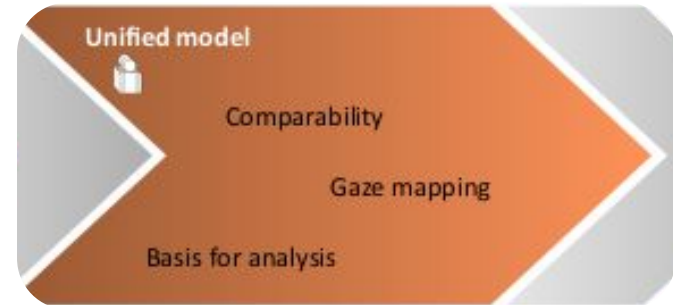 Unified model
Comparability
Gaze mapping
Basis for analysis